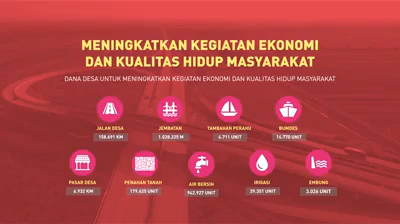 MENINGKATKAN KEGIATAN EKONOMI
DAN KUALITAS HIDUP MASYARAKAT
DANA DESA UNTUK MENINGKATKAN KEGIATAN EKONOMI DAN KUALITAS HIDUP MASYARAKAT
JALAN DESA
158.691 KM
JEMBATAN
1.028.225 M
TAMBAHAN PERAHU
4.711 UNIT
BUMDES
14.770 UNIT
PASAR DESA
6.932 KM
PENAHAN TANAH
179.625 UNIT
AIR BERSIH
942.927 UNIT
IRIGASI
39.351 UNIT
EMBUNG
3.026 UNIT